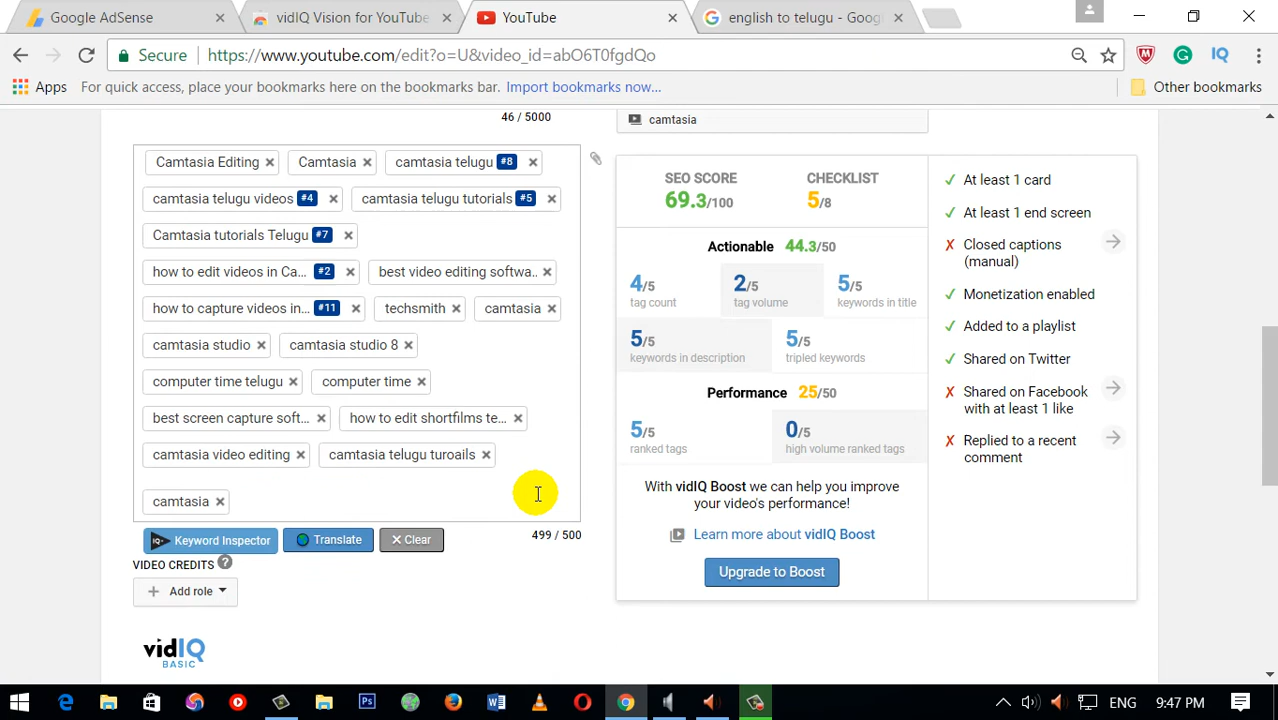 Google AdSense
vidIQ Vision for YouTube
YouTube
english to telugu - Goog
Secure
https://www.youtube.com/edit?o=U&video_id=abO6T0fgdQo
IQ
Apps
For quick access, place your bookmarks here on the bookmarks bar. Import bookmarks now...
Other bookmarks
46 / 5000
camtasia
Camtasia Editing
Camtasia
camtasia telugu #8
camtasia telugu videos #4
camtasia telugu tutorials #5
Camtasia tutorials Telugu #7
how to edit videos in Ca... #2
best video editing softwa..
how to capture videos in... #11
techsmith
camtasia
camtasia studio
camtasia studio 8
computer time telugu
computer time
best screen capture soft...
how to edit shortfilms te...
camtasia video editing
camtasia telugu turoails
camtasia
Keyword Inspector
Translate
Clear
499 / 500
VIDEO CREDITS ?
Add role
vidIQ
BASIC
SEO SCORE
69.3/100
CHECKLIST
5/8
Actionable 44.3/50
4/5
tag count
2/5
tag volume
5/5
keywords in title
5/5
keywords in description
5/5
tripled keywords
Performance 25/50
5/5
ranked tags
0/5
high volume ranked tags
With vidIQ Boost we can help you improve
your video's performance!
Learn more about vidIQ Boost
Upgrade to Boost
At least 1 card
At least 1 end screen
Closed captions
(manual)
Monetization enabled
Added to a playlist
Shared on Twitter
Shared on Facebook
with at least 1 like
Replied to a recent
comment
ENG
9:47 PM